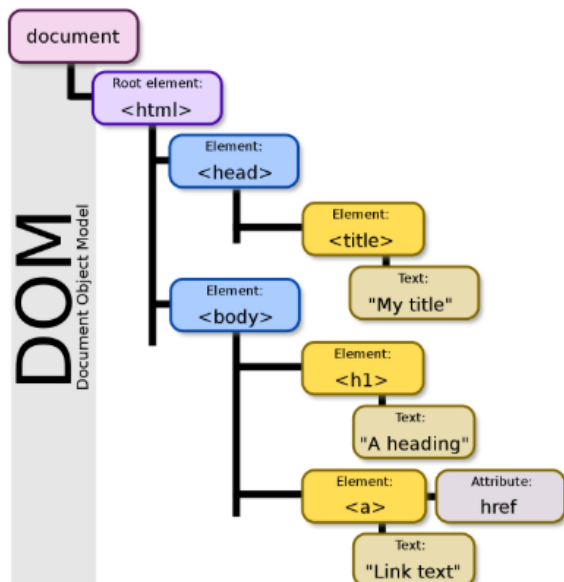 document
Root element:
<html>
Element:
<head>
Element:
<title>
Text:
"My title"
Element:
<body>
Element:
<h1>
Text:
"A heading"
Element:
<a>
Attribute:
href
Text:
"Link text"
DOM
Document Object Model